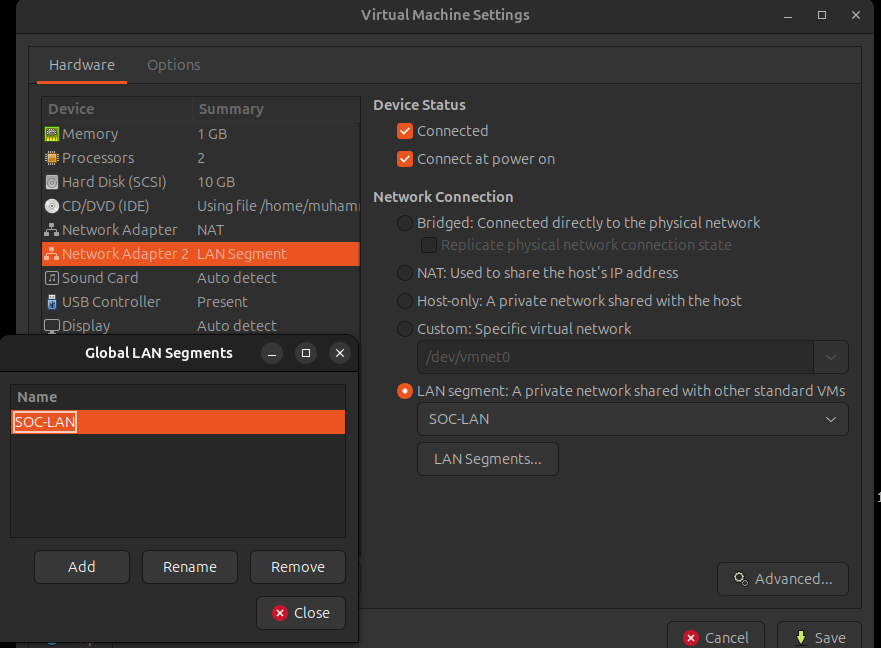 Virtual Machine Settings
Hardware
Options
Device Summary
Memory 1 GB
Processors 2
Hard Disk (SCSI) 10 GB
CD/DVD (IDE) Using file /home/muham
Network Adapter NAT
Network Adapter 2 LAN Segment
Sound Card Auto detect
USB Controller Present
Display Auto detect
Device Status
Connected
Connect at power on
Network Connection
Bridged: Connected directly to the physical network
Replicate physical network connection state
NAT: Used to share the host's IP address
Host-only: A private network shared with the host
Custom: Specific virtual network
/dev/vmnet0
LAN segment: A private network shared with other standard VMs
SOC-LAN
LAN Segments...
Advanced...
Cancel
Save
Global LAN Segments
Name
SOC-LAN
Add
Rename
Remove
Close